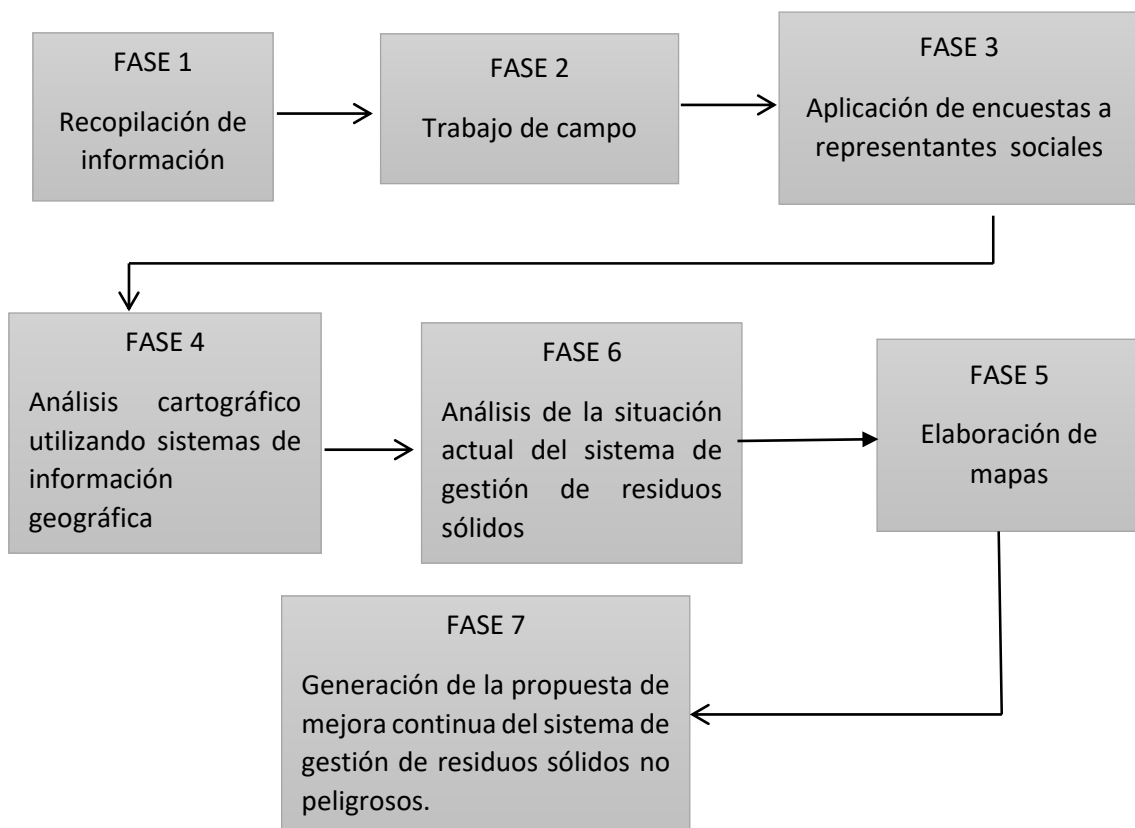 FASE 1
Recopilación de
información
FASE 2
Trabajo de campo
FASE 3
Aplicación de encuestas a
representantes sociales
FASE 4
Análisis cartográfico
utilizando sistemas de
información
geográfica
FASE 6
Análisis de la situación
actual del sistema de
gestión de residuos
sólidos
FASE 5
Elaboración de
mapas
FASE 7
Generación de la propuesta de
mejora continua del sistema de
gestión de residuos sólidos no
peligrosos.